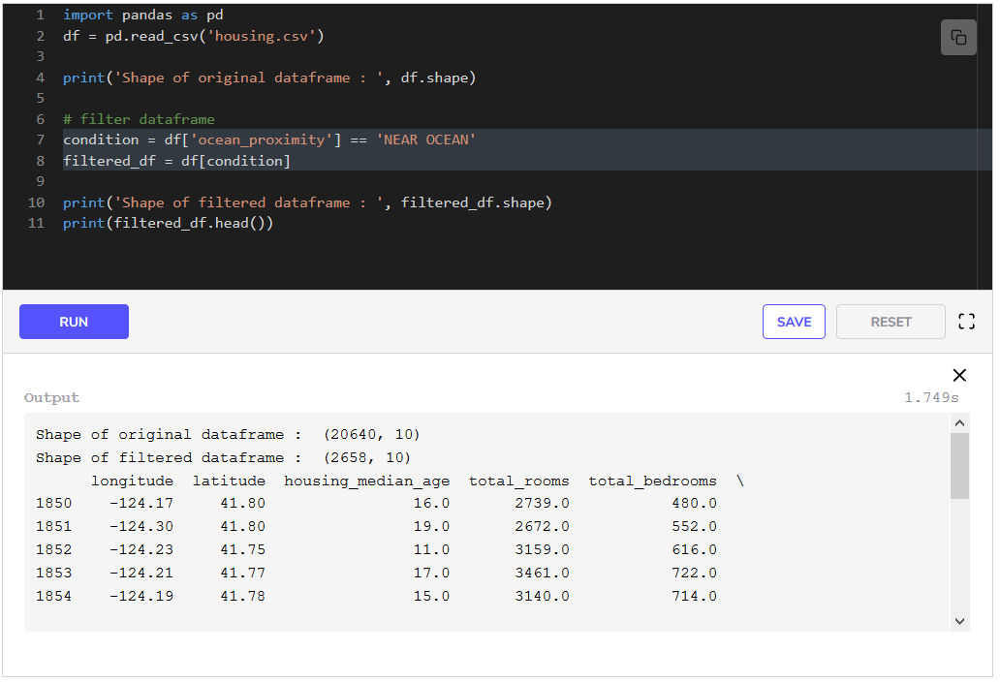 1 import pandas as pd
2 df = pd.read_csv('housing.csv')
3
4 print('Shape of original dataframe : ', df.shape)
5
6 # filter dataframe
7 condition = df['ocean_proximity'] == 'NEAR OCEAN'
8 filtered_df = df[condition]
9
10 print('Shape of filtered dataframe : ', filtered_df.shape)
11 print(filtered_df.head())
RUN SAVE RESET
Output 1.749s
Shape of original dataframe :  (20640, 10)
Shape of filtered dataframe :  (2658, 10)
      longitude  latitude  housing_median_age  total_rooms  total_bedrooms  \
1850    -124.17     41.80                16.0       2739.0           480.0
1851    -124.30     41.80                19.0       2672.0           552.0
1852    -124.23     41.75                11.0       3159.0           616.0
1853    -124.21     41.77                17.0       3461.0           722.0
1854    -124.19     41.78                15.0       3140.0           714.0